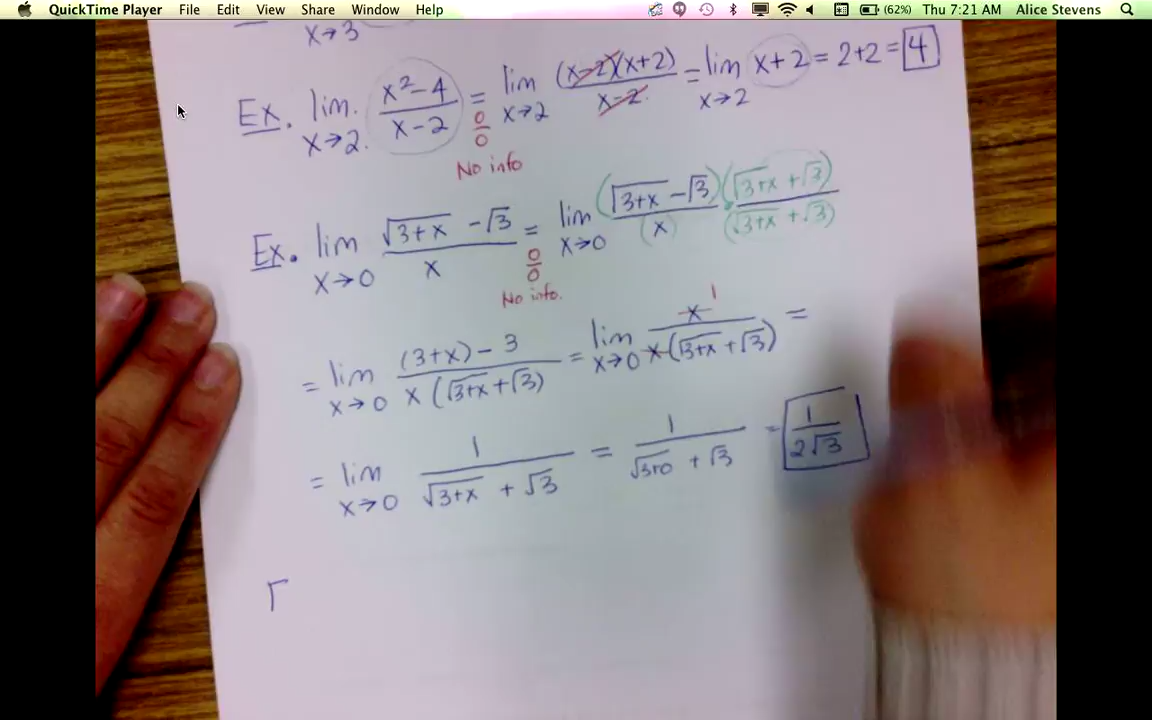 QuickTime Player File Edit View Share Window Help (62%) Thu 7:21 AM Alice Stevens
x→3
Ex. lim x→2 (x²-4)/(x-2) = lim x→2 (x-2)(x+2)/(x-2) = lim x→2 x+2 = 2+2 = 4
0/0
No info
Ex. lim x→0 (√(3+x) - √3)/x = lim x→0 (√(3+x) - √3)/(x) · (√(3+x) + √3)/(√(3+x) + √3)
0/0
No info.
= lim x→0 ((3+x) - 3)/(x(√(3+x) + √3)) = lim x→0 x/(x(√(3+x) + √3)) =
1
= lim x→0 1/(√(3+x) + √3) = 1/(√(3+0) + √3) = 1/(2√3)